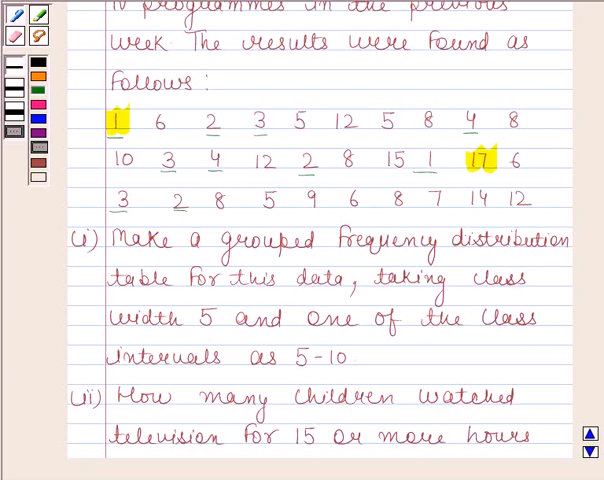 TV programmes in the previous
week. The results were found as
follows:
1 6 2 3 5 12 5 8 4 8
10 3 4 12 2 8 15 1 17 6
3 2 8 5 9 6 8 7 14 12
(i) Make a grouped frequency distribution
table for this data, taking class
width 5 and one of the class
intervals as 5-10.
(ii) How many children watched
television for 15 or more hours